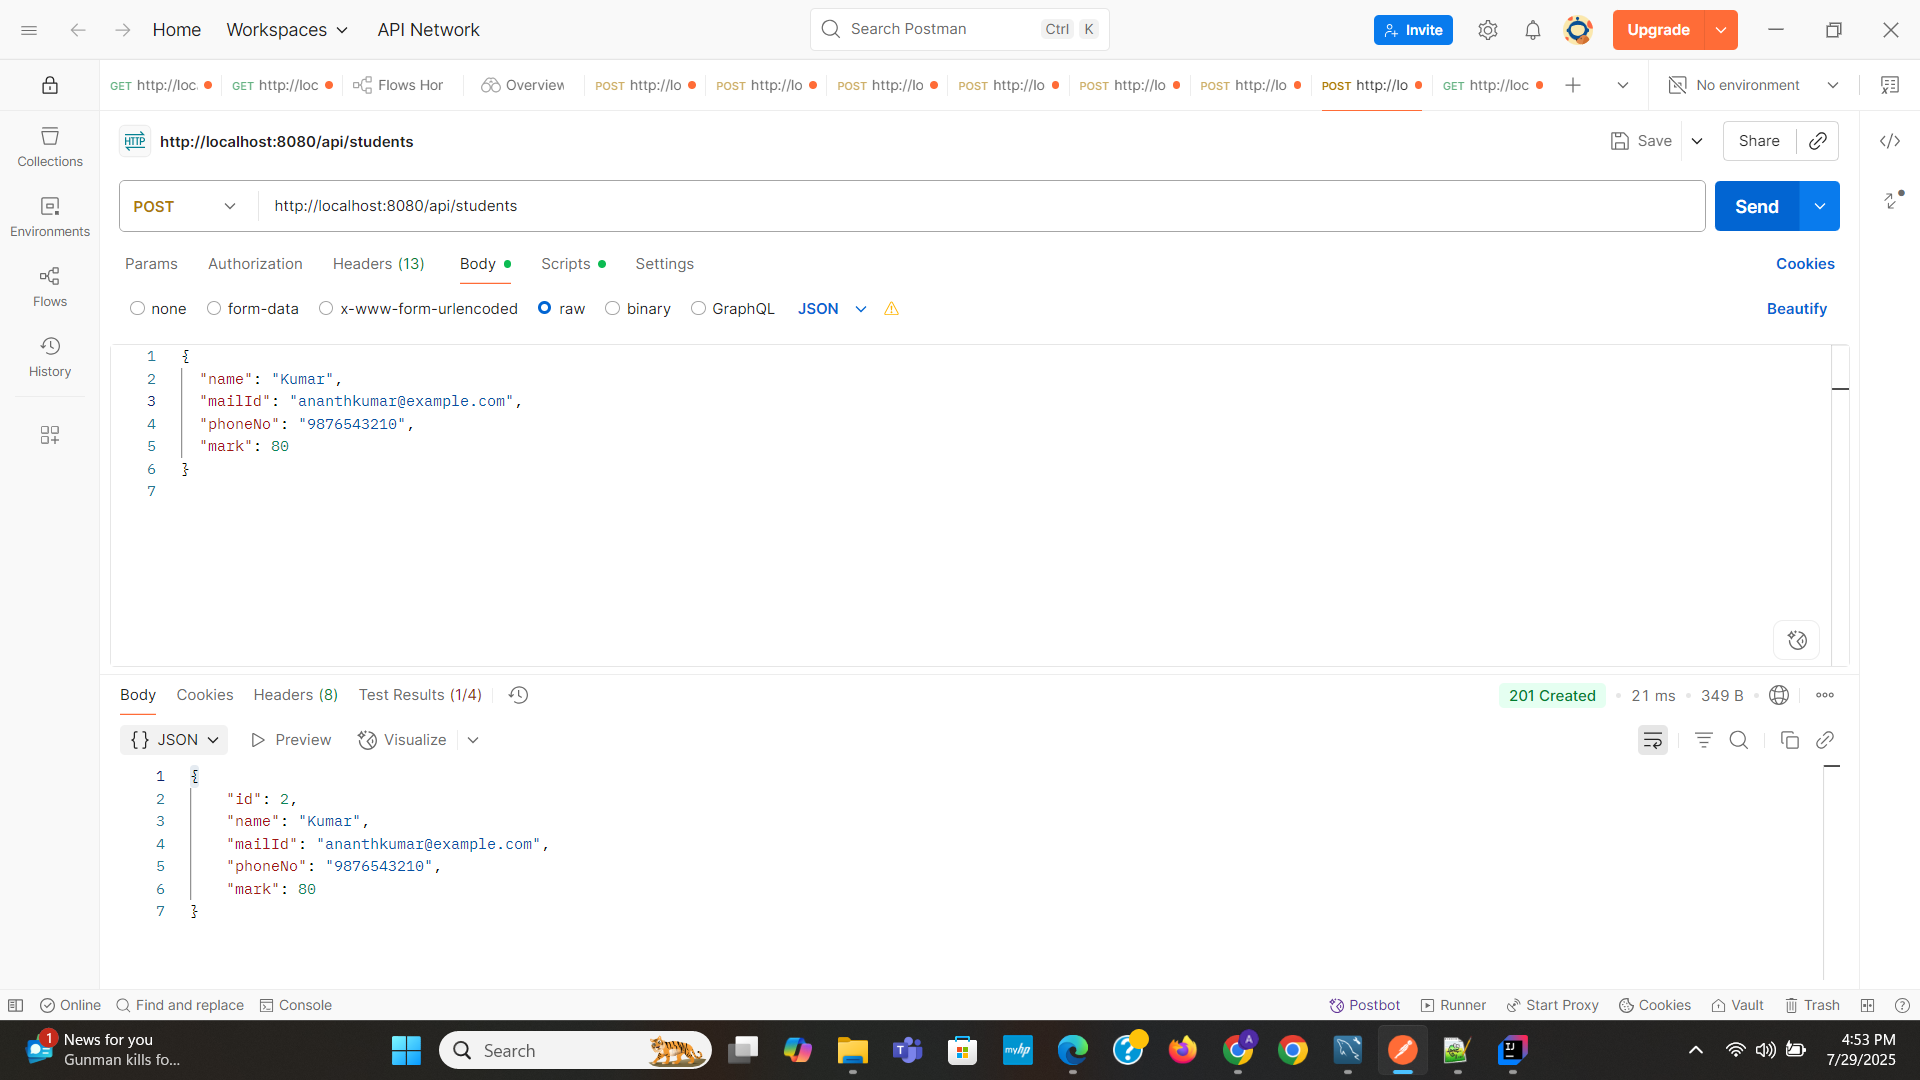 Home Workspaces API Network Search Postman Ctrl K Invite Upgrade
GET http://loc GET http://loc Flows Hor Overview POST http://lo POST http://lo POST http://lo POST http://lo POST http://lo POST http://lo POST http://lo GET http://loc No environment
Collections
Environments
Flows
History
HTTP http://localhost:8080/api/students Save Share
POST http://localhost:8080/api/students Send
Params Authorization Headers (13) Body Scripts Settings Cookies
none form-data x-www-form-urlencoded raw binary GraphQL JSON Beautify
1 {
2 "name": "Kumar",
3 "mailId": "ananthkumar@example.com",
4 "phoneNo": "9876543210",
5 "mark": 80
6 }
7
Body Cookies Headers (8) Test Results (1/4) 201 Created 21 ms 349 B
{} JSON Preview Visualize
1 {
2 "id": 2,
3 "name": "Kumar",
4 "mailId": "ananthkumar@example.com",
5 "phoneNo": "9876543210",
6 "mark": 80
7 }
Online Find and replace Console Postbot Runner Start Proxy Cookies Vault Trash
1 News for you
Gunman kills fo...
Search
myhp
A
4:53 PM
7/29/2025